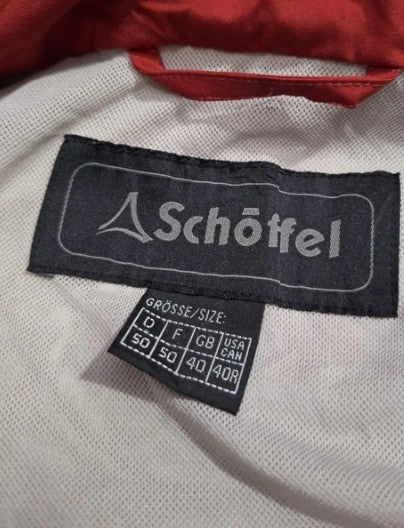 Schöffel
GRÖSSE/SIZE:
D F GB USA CAN
50 50 40 40R